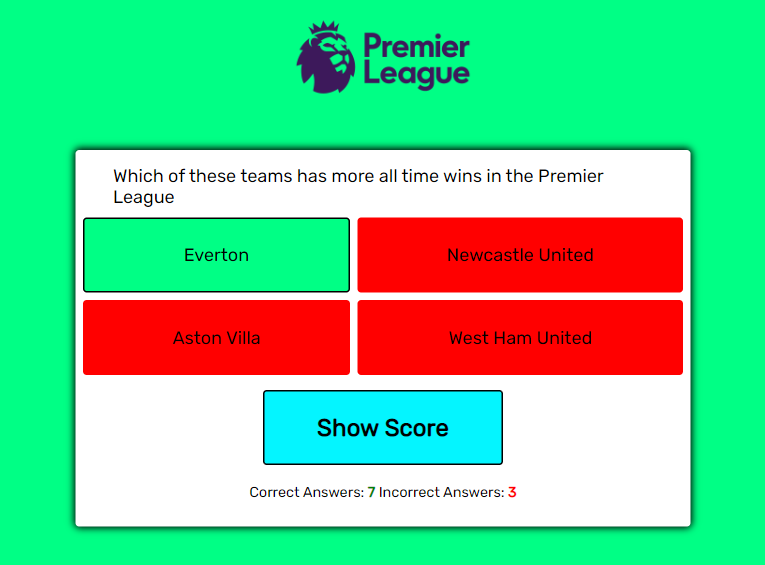 Premier
League
Which of these teams has more all time wins in the Premier
League
Everton
Newcastle United
Aston Villa
West Ham United
Show Score
Correct Answers: 7 Incorrect Answers: 3